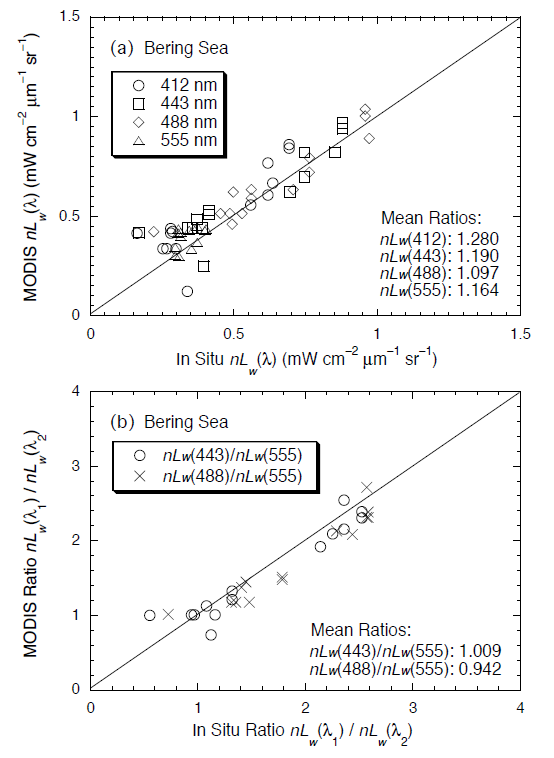 (a) Bering Sea
412 nm
443 nm
488 nm
555 nm
Mean Ratios:
nLw(412): 1.280
nLw(443): 1.190
nLw(488): 1.097
nLw(555): 1.164
1.5
1
0.5
0
MODIS nLw(λ) (mW cm⁻² μm⁻¹ sr⁻¹)
0
0.5
1
1.5
In Situ nLw(λ) (mW cm⁻² μm⁻¹ sr⁻¹)
(b) Bering Sea
nLw(443)/nLw(555)
nLw(488)/nLw(555)
Mean Ratios:
nLw(443)/nLw(555): 1.009
nLw(488)/nLw(555): 0.942
4
3
2
1
0
MODIS Ratio nLw(λ₁) / nLw(λ₂)
0
1
2
3
4
In Situ Ratio nLw(λ₁) / nLw(λ₂)